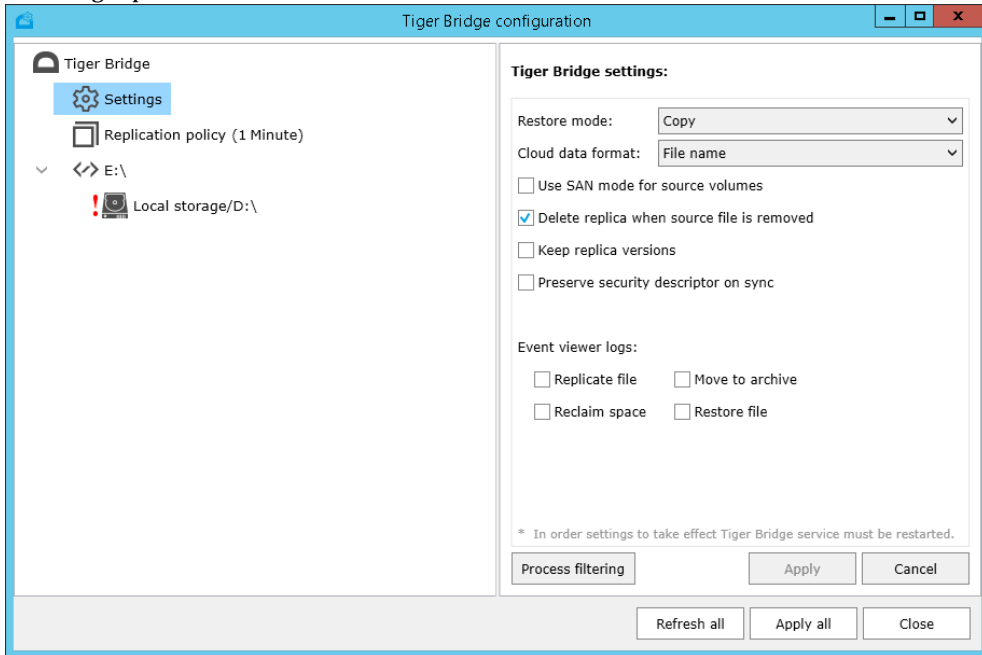 Tiger Bridge configuration
Tiger Bridge
Settings
Replication policy (1 Minute)
E:\
Local storage/D:\
Tiger Bridge settings:
Restore mode: Copy
Cloud data format: File name
Use SAN mode for source volumes
Delete replica when source file is removed
Keep replica versions
Preserve security descriptor on sync
Event viewer logs:
Replicate file Move to archive
Reclaim space Restore file
* In order settings to take effect Tiger Bridge service must be restarted.
Process filtering Apply Cancel
Refresh all Apply all Close